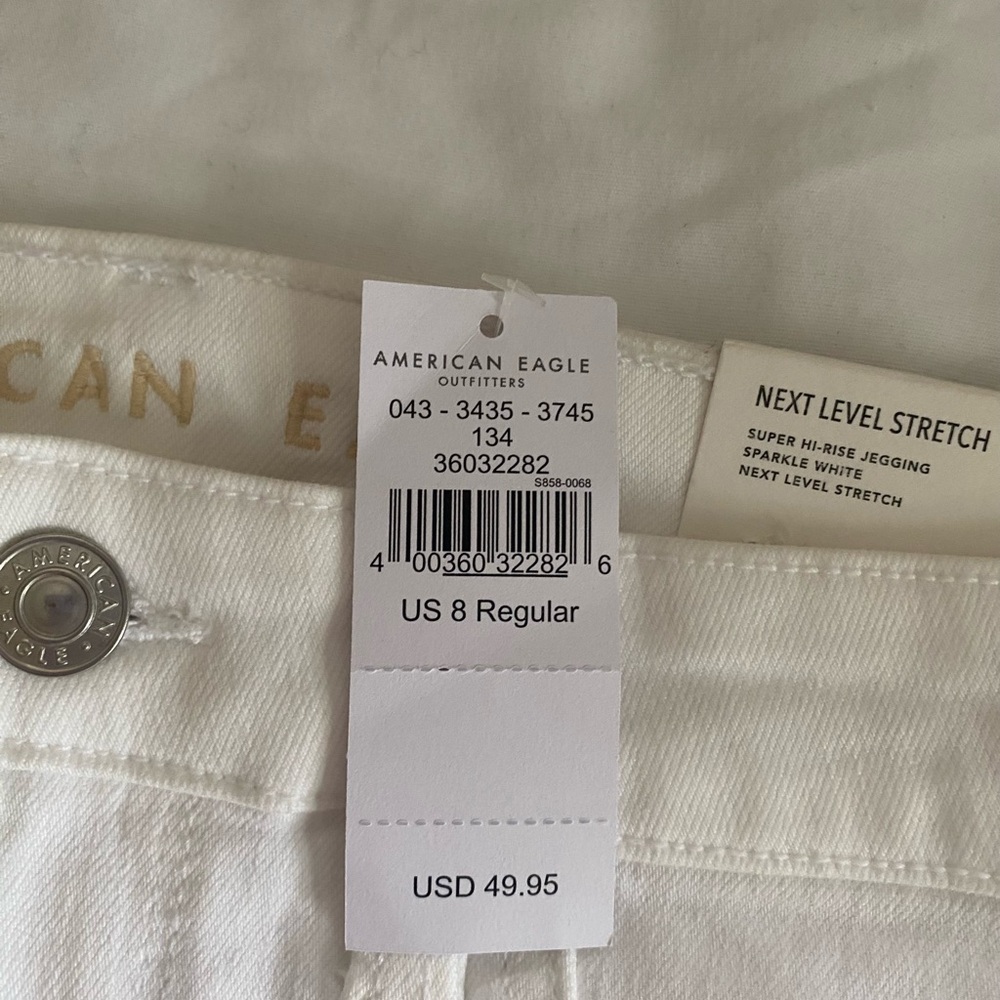 CAN E
AMERICAN EAGLE
OUTFITTERS
043 - 3435 - 3745
134
36032282
S858-0068
4 00360 32282 6
US 8 Regular
USD 49.95
NEXT LEVEL STRETCH
SUPER HI-RISE JEGGING
SPARKLE WHITE
NEXT LEVEL STRETCH
AMERICAN • EAGLE •